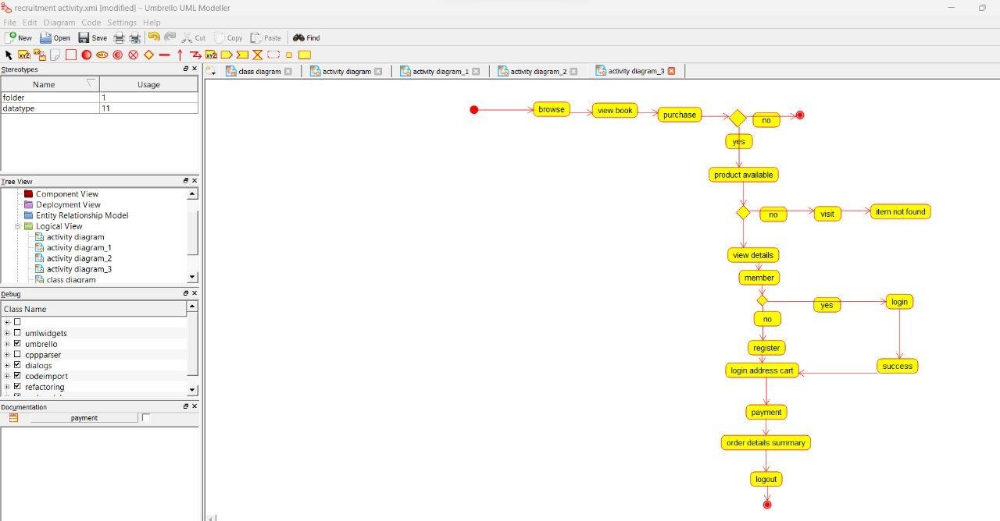 recruitment activity.xmi [modified] – Umbrello UML Modeller
File Edit Diagram Code Settings Help
New Open Save Cut Copy Paste Find
XYZ XYZ ABC XYZ
Stereotypes
Name Usage
folder 1
datatype 11
Tree View
Component View
Deployment View
Entity Relationship Model
Logical View
activity diagram
activity diagram_1
activity diagram_2
activity diagram_3
class diagram
Debug
Class Name
umlwidgets
umbrello
cppparser
dialogs
codeimport
refactoring
Documentation
payment
class diagram activity diagram activity diagram_1 activity diagram_2 activity diagram_3
browse view book purchase no
yes
product available
no visit item not found
view details
member
yes login
no
register
login address cart success
payment
order details summary
logout